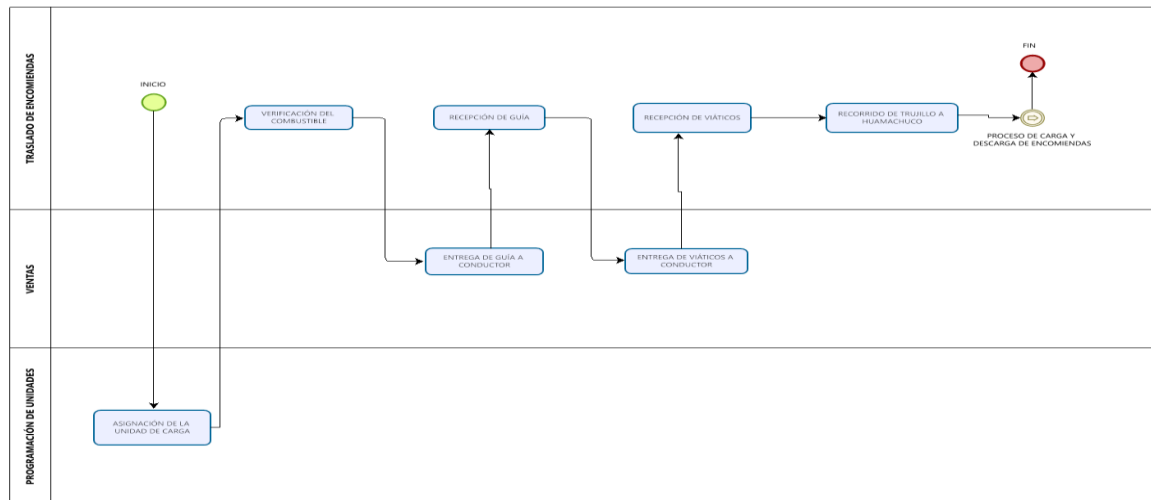 TRASLADO DE ENCOMIENDAS
INICIO
VERIFICACIÓN DEL
COMBUSTIBLE
RECEPCIÓN DE GUÍA
RECEPCIÓN DE VIÁTICOS
RECORRIDO DE TRUJILLO A
HUAMACHUCO
FIN
PROCESO DE CARGA Y
DESCARGA DE ENCOMIENDAS
VENTAS
ENTREGA DE GUÍA A
CONDUCTOR
ENTREGA DE VIÁTICOS A
CONDUCTOR
PROGRAMACIÓN DE UNIDADES
ASIGNACIÓN DE LA
UNIDAD DE CARGA